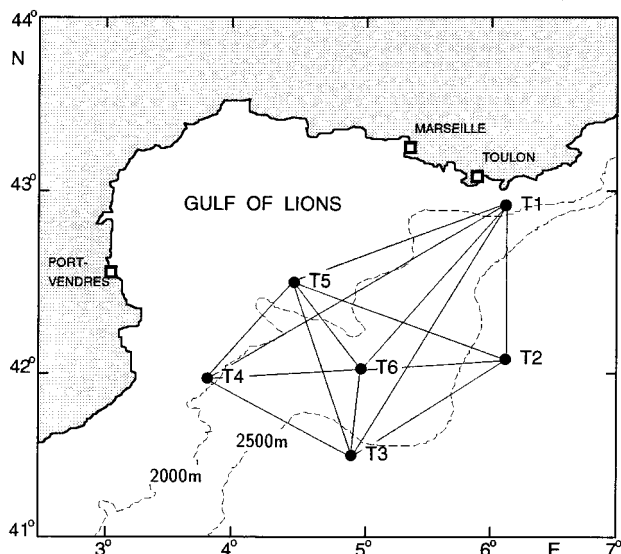 44°
N
MARSEILLE
TOULON
43°
T1
GULF OF LIONS
PORT-
VENDRES
T5
42°
T4
T6
T2
T3
2500m
2000m
41°
3°
4°
5°
6°
E
7°